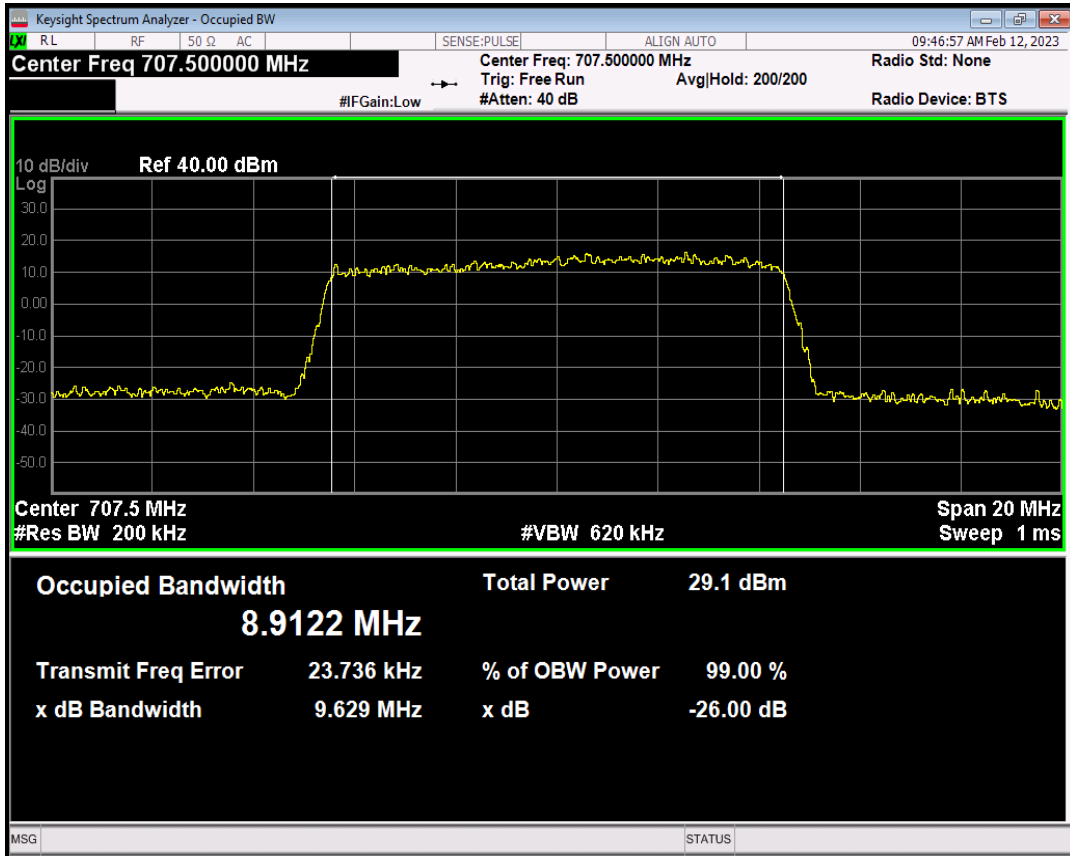 Keysight Spectrum Analyzer - Occupied BW
LXI RL RF 50 Ω AC SENSE:PULSE ALIGN AUTO 09:46:57 AM Feb 12, 2023
Center Freq 707.500000 MHz Center Freq: 707.500000 MHz Radio Std: None
Trig: Free Run Avg|Hold: 200/200
#IFGain:Low #Atten: 40 dB Radio Device: BTS
10 dB/div Ref 40.00 dBm
Log
30.0
20.0
10.0
0.00
-10.0
-20.0
-30.0
-40.0
-50.0
Center 707.5 MHz Span 20 MHz
#Res BW 200 kHz #VBW 620 kHz Sweep 1 ms
Occupied Bandwidth Total Power 29.1 dBm
8.9122 MHz
Transmit Freq Error 23.736 kHz % of OBW Power 99.00 %
x dB Bandwidth 9.629 MHz x dB -26.00 dB
MSG STATUS